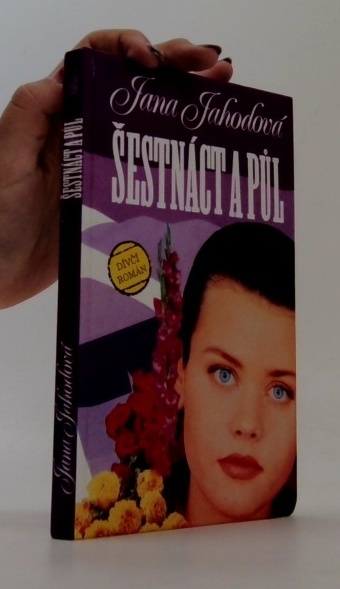 Jana Jahodová
ŠESTNÁCT A PŮL
DÍVČÍ
ROMÁN
ŠESTNÁCT A PŮL
Jana Jahodová